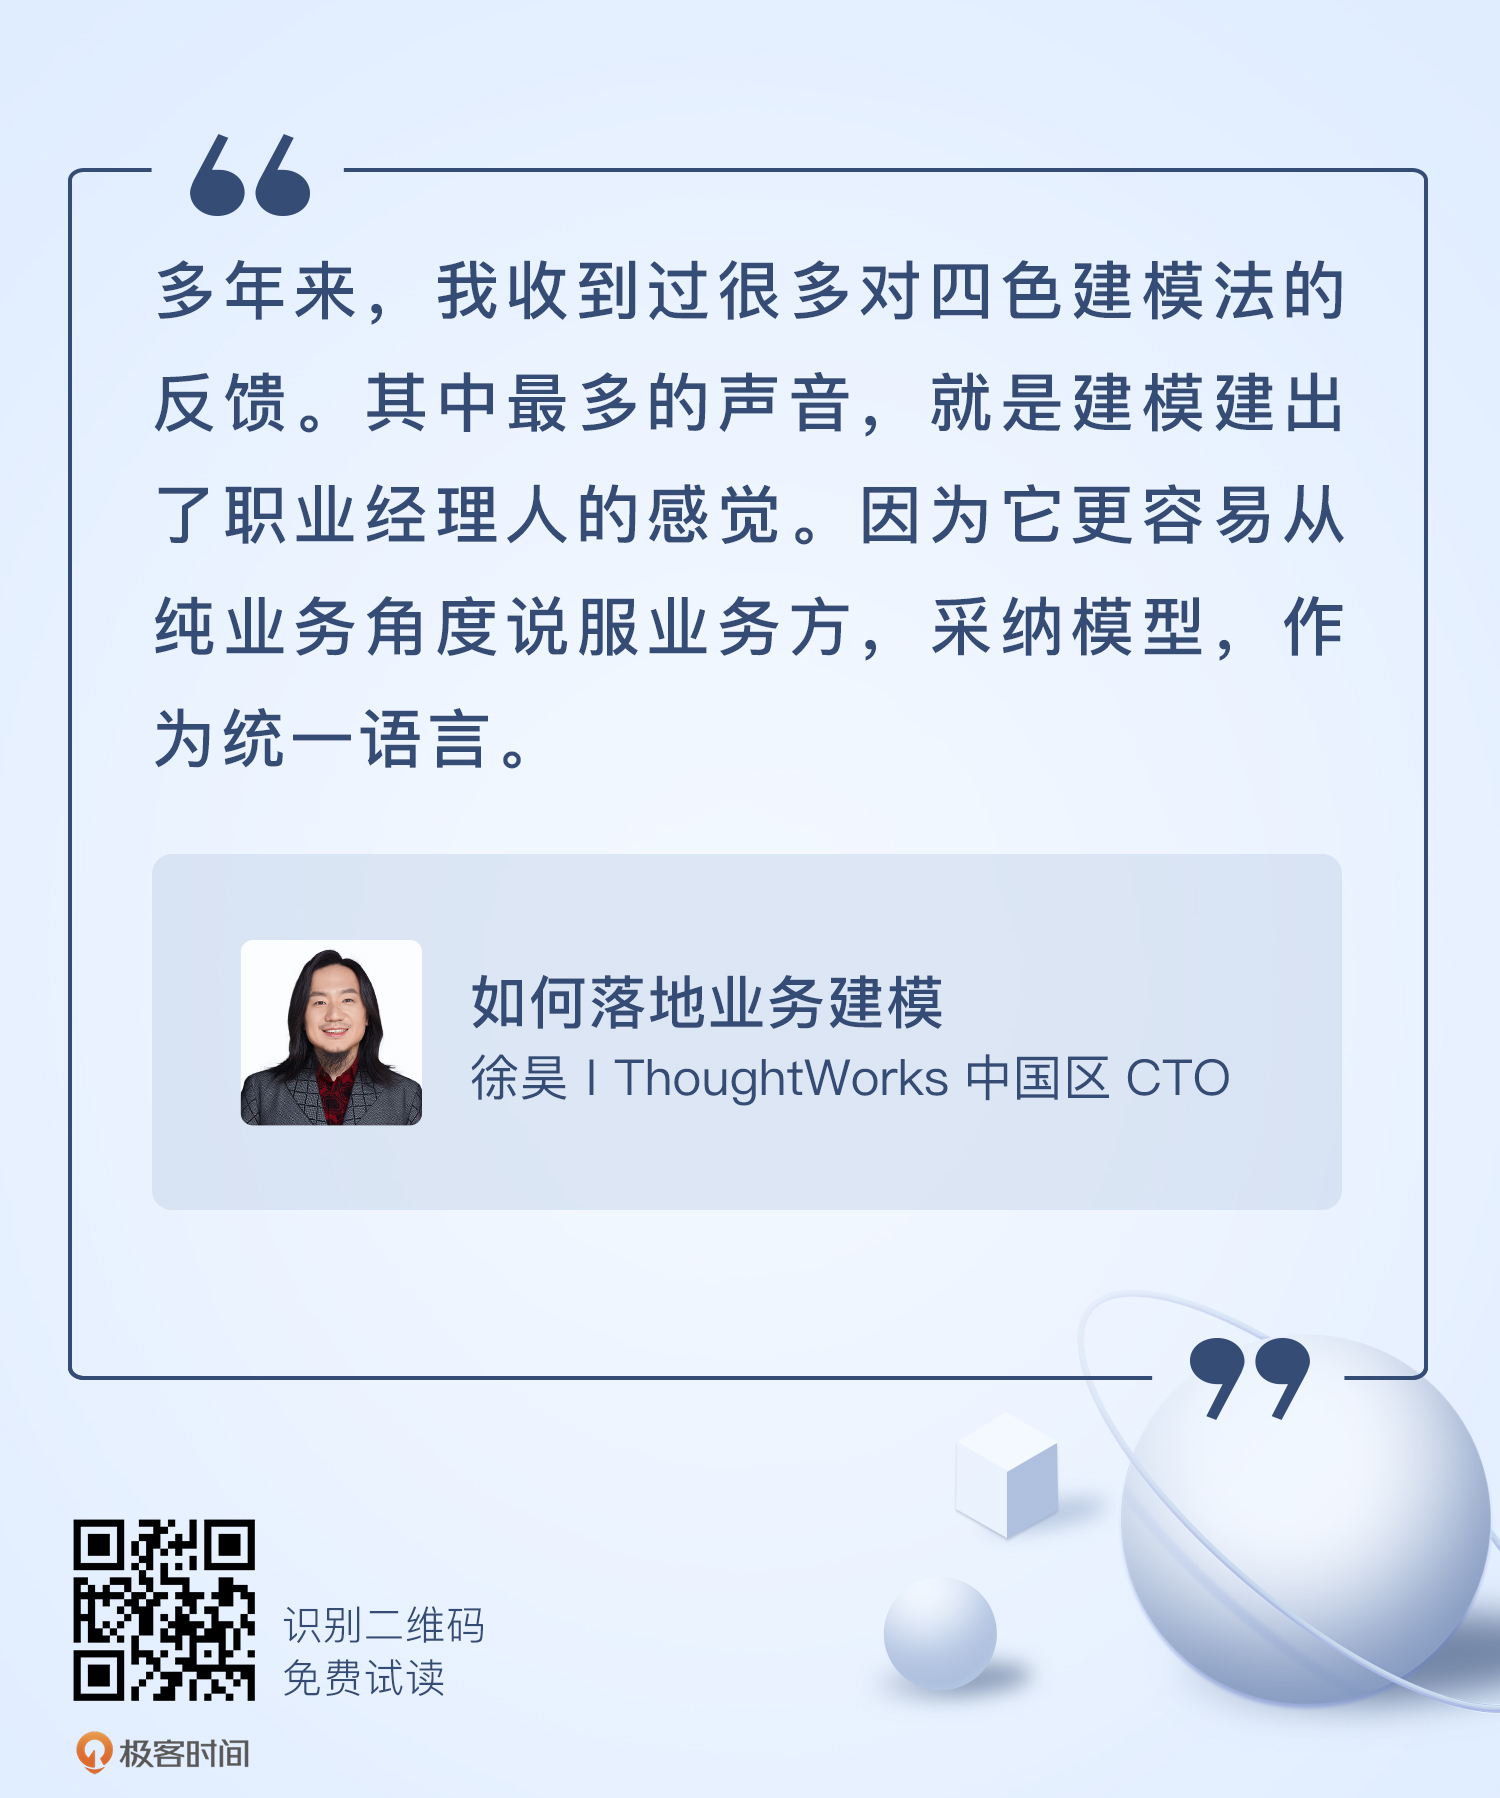 多年来，我收到过很多对四色建模法的
反馈。其中最多的声音，就是建模建出
了职业经理人的感觉。因为它更容易从
纯业务角度说服业务方，采纳模型，作
为统一语言。
如何落地业务建模
徐昊 | ThoughtWorks 中国区 CTO
识别二维码
免费试读
极客时间